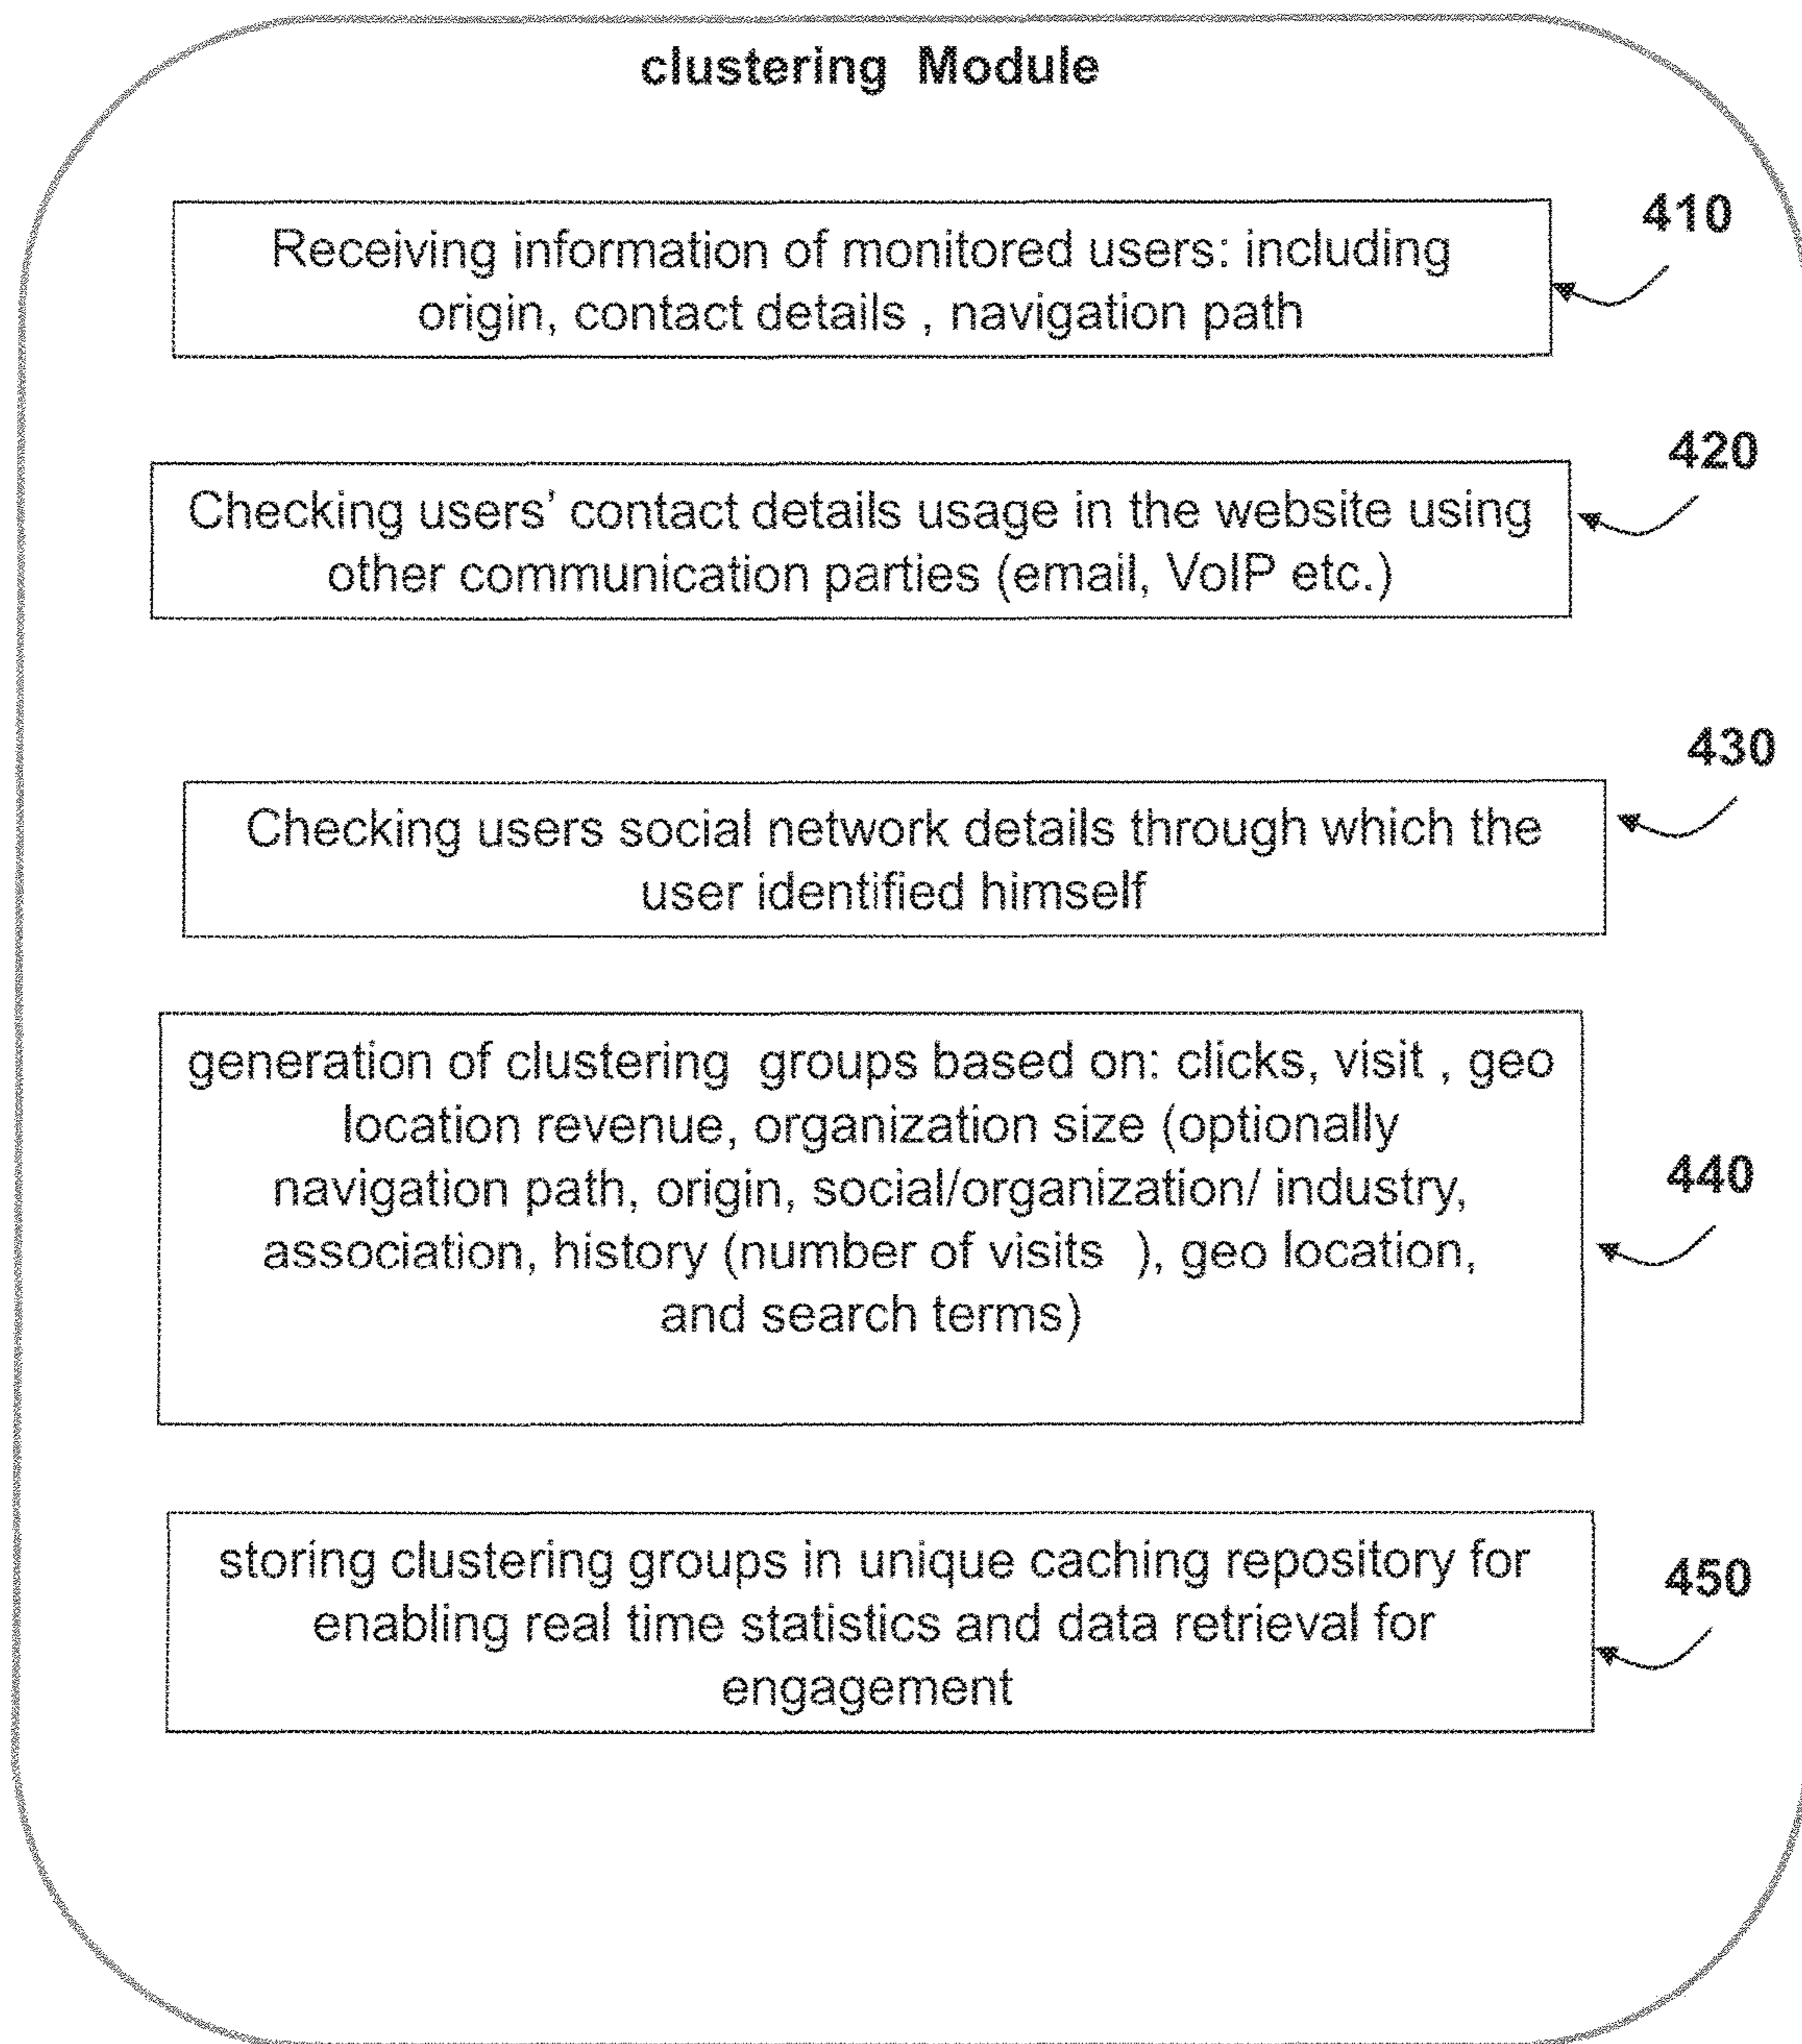 clustering Module
410
Receiving information of monitored users: including
origin, contact details , navigation path
420
Checking users’ contact details usage in the website using
other communication parties (email, VoIP etc.)
430
Checking users social network details through which the
user identified himself
generation of clustering groups based on: clicks, visit , geo
location revenue, organization size (optionally
navigation path, origin, social/organization/ industry,
association, history (number of visits ), geo location,
and search terms)
440
storing clustering groups in unique caching repository for
enabling real time statistics and data retrieval for
engagement
450